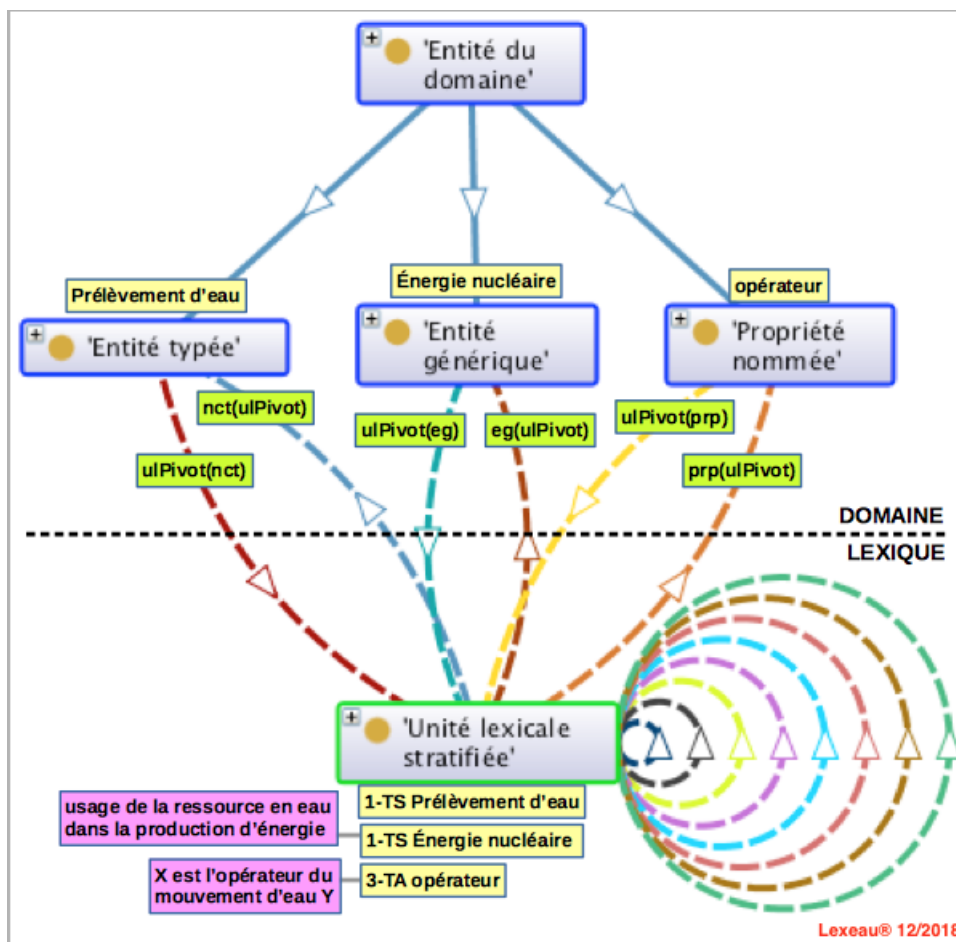 'Entité du
domaine'
Prélèvement d'eau
Énergie nucléaire
opérateur
'Entité typée'
'Entité
générique'
'Propriété
nommée'
nct(ulPivot)
ulPivot(eg)
eg(ulPivot)
ulPivot(prp)
ulPivot(nct)
prp(ulPivot)
DOMAINE
LEXIQUE
'Unité lexicale
stratifiée'
usage de la ressource en eau
dans la production d'énergie
1-TS Prélèvement d'eau
1-TS Énergie nucléaire
X est l'opérateur du
mouvement d'eau Y
3-TA opérateur
Lexeau® 12/2018